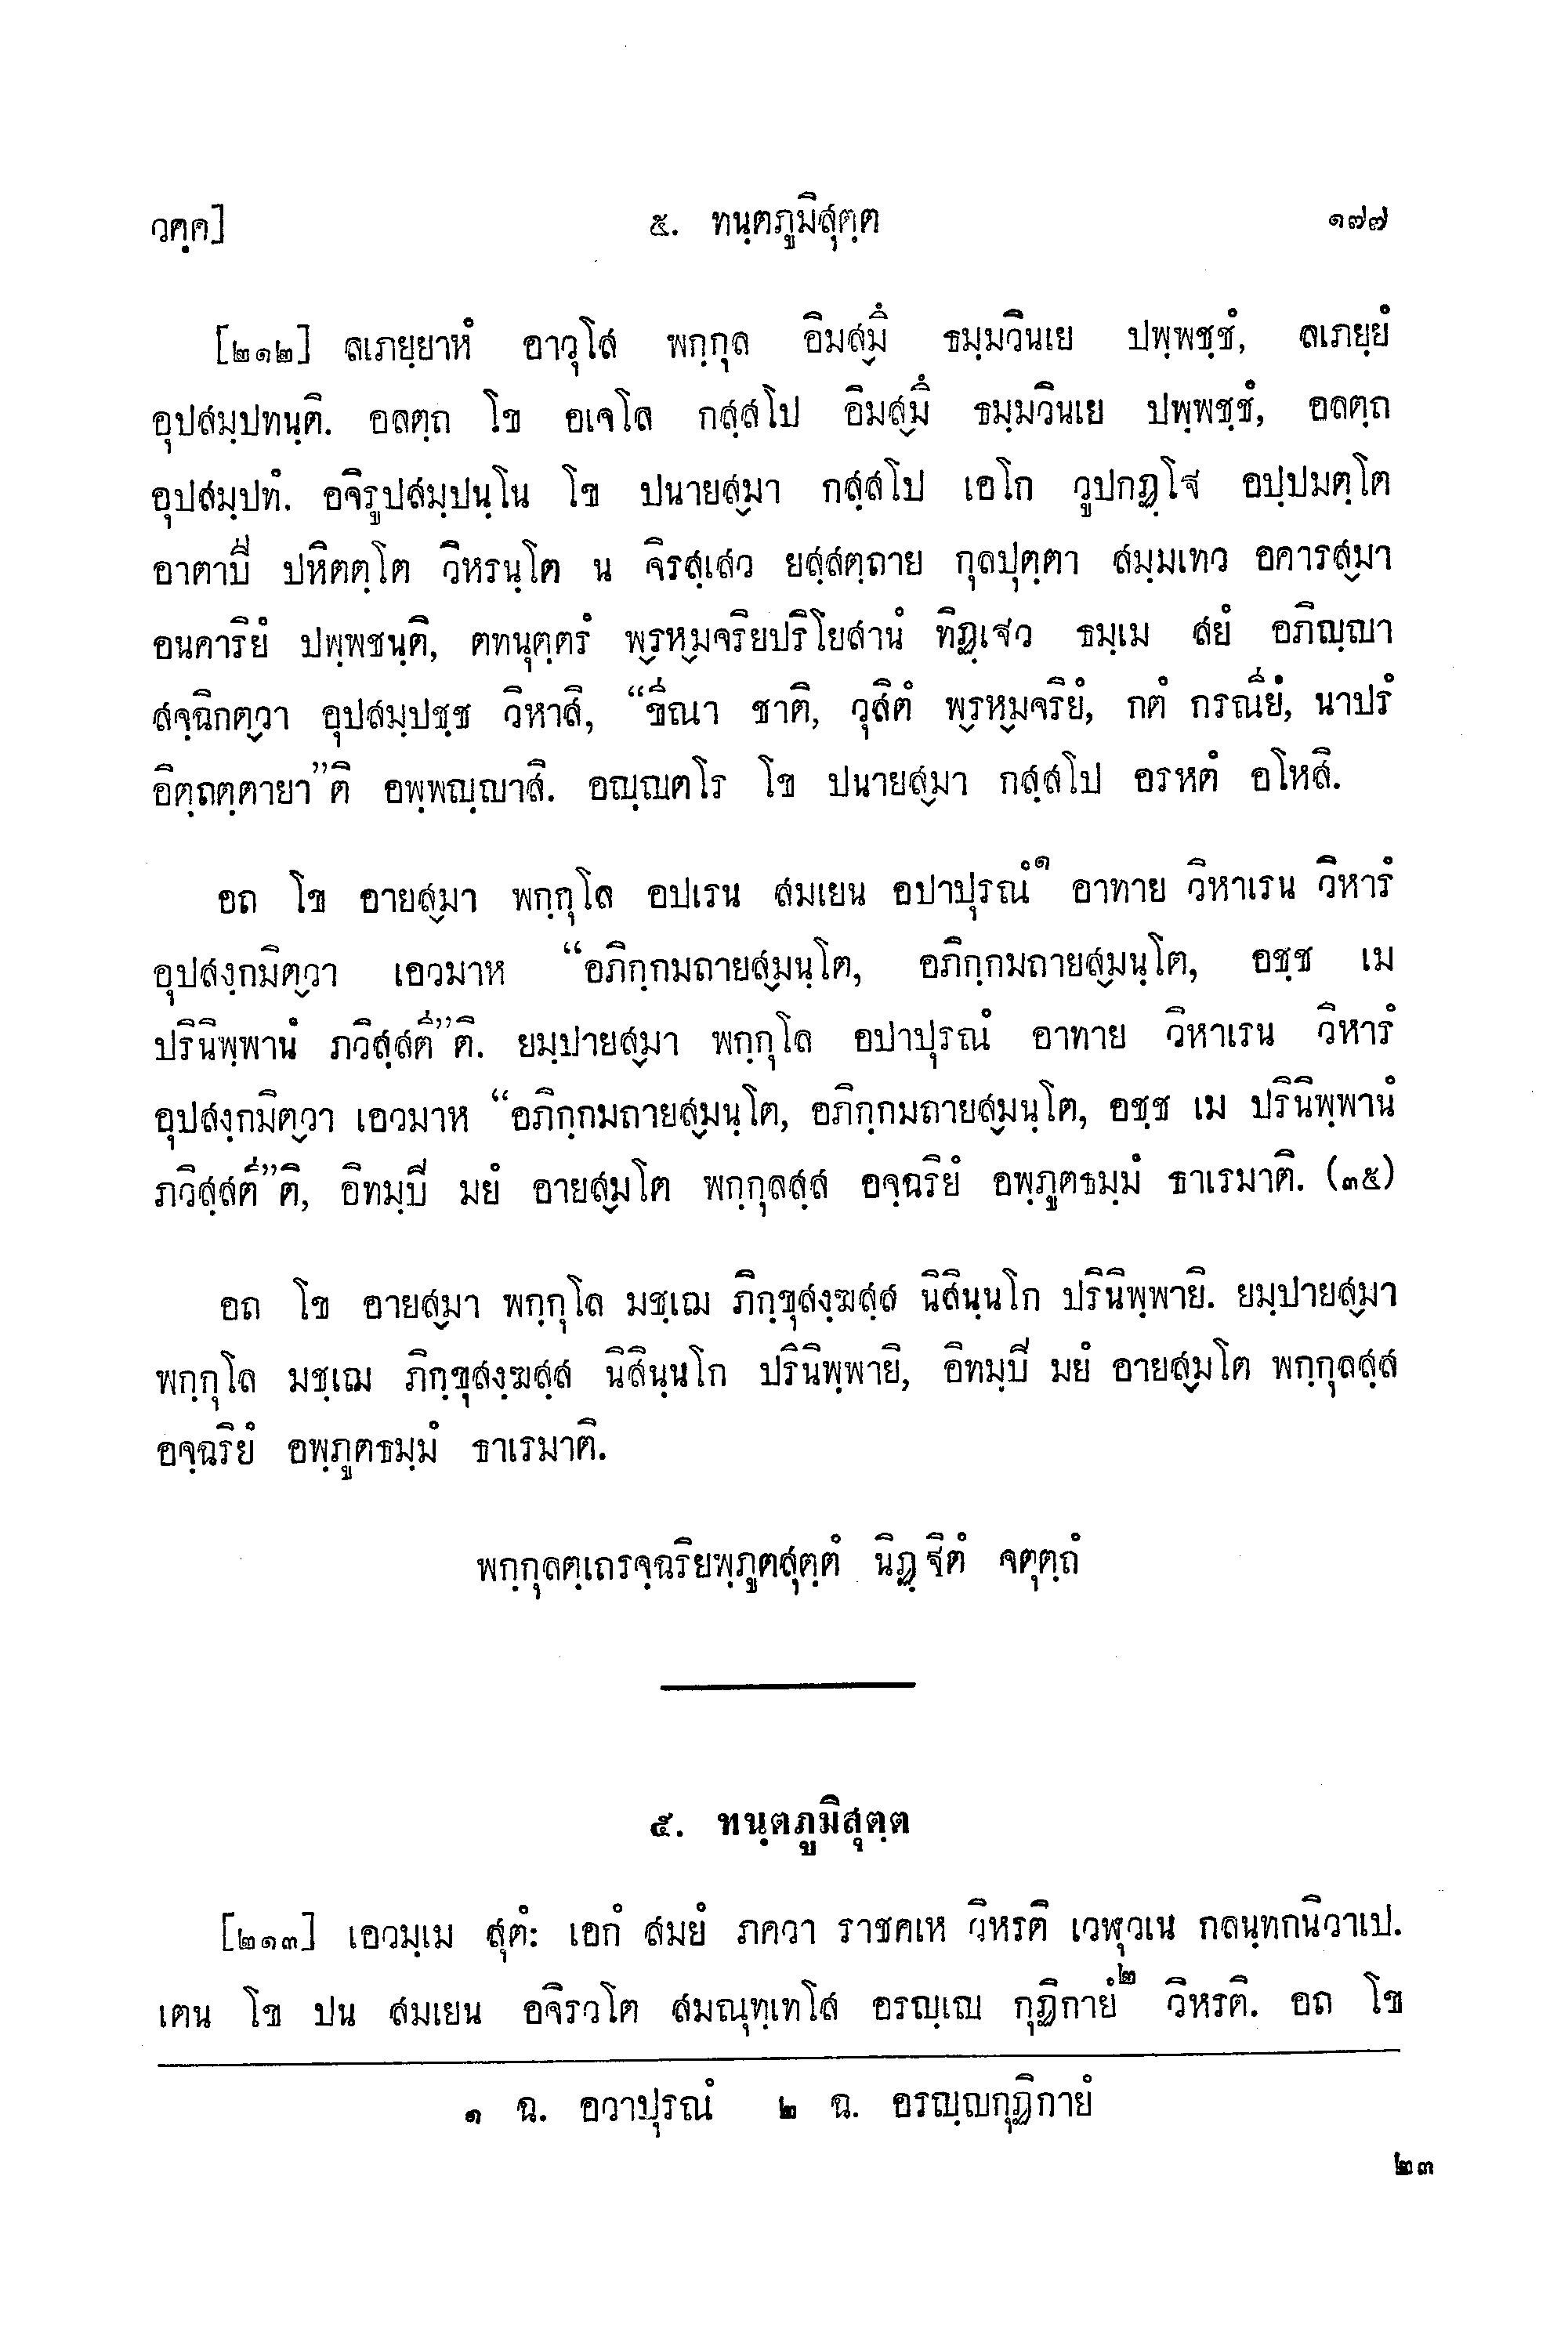 วคฺค]	๕. ทนฺตภูมิสุตฺต	๑๗๗
[๒๑๒] ลเภยฺยาหํ อาวุโส พกฺกุล อิมสฺมึ ธมฺมวินเย ปพฺพชฺชํ, ลเภยฺยํ
อุปสมฺปทนฺติ. อลตฺถ โข อเจโล กสฺสโป อิมสฺมึ ธมฺมวินเย ปพฺพชฺชํ, อลตฺถ
อุปสมฺปทํ. อจิรูปสมฺปนฺโน โข ปนายสฺมา กสฺสโป เอโก วูปกฏฺโฐ อปฺปมตฺโต
อาตาปี ปหิตตฺโต วิหรนฺโต น จิรสฺเสว ยสฺสตฺถาย กุลปุตฺตา สมฺมเทว อคารสฺมา
อนคาริยํ ปพฺพชนฺติ, ตทนุตฺตรํ พฺรหฺมจริยปริโยสานํ ทิฏฺเฐว ธมฺเม สยํ อภิญฺญา
สจฺฉิกตฺวา อุปสมฺปชฺช วิหาสิ, “ขีณา ชาติ, วุสิตํ พฺรหฺมจริยํ, กตํ กรณียํ, นาปรํ
อิตฺถตฺตายา”ติ อพฺพญฺญาสิ. อญฺญตโร โข ปนายสฺมา กสฺสโป อรหตํ อโหสิ.
อถ โข อายสฺมา พกฺกุโล อปเรน สมเยน อปาปุรณํ๑ อาทาย วิหาเรน วิหารํ
อุปสงฺกมิตฺวา เอวมาห “อภิกฺกมถายสฺมนฺโต, อภิกฺกมถายสฺมนฺโต, อชฺช เม
ปรินิพฺพานํ ภวิสฺสตี”ติ. ยมฺปายสฺมา พกฺกุโล อปาปุรณํ อาทาย วิหาเรน วิหารํ
อุปสงฺกมิตฺวา เอวมาห “อภิกฺกมถายสฺมนฺโต, อภิกฺกมถายสฺมนฺโต, อชฺช เม ปรินิพฺพานํ
ภวิสฺสตี”ติ, อิทมฺปี มยํ อายสฺมโต พกฺกุลสฺส อจฺฉริยํ อพฺภูตธมฺมํ ธาเรมาติ. (๓๕)
อถ โข อายสฺมา พกฺกุโล มชฺเฌ ภิกฺขุสงฺฆสฺส นิสินฺนโก ปรินิพฺพายิ. ยมฺปายสฺมา
พกฺกุโล มชฺเฌ ภิกฺขุสงฺฆสฺส นิสินฺนโก ปรินิพฺพายิ, อิทมฺปี มยํ อายสฺมโต พกฺกุลสฺส
อจฺฉริยํ อพฺภูตธมฺมํ ธาเรมาติ.
พกฺกุลตฺเถรจฺฉริยพฺภูตสุตฺตํ นิฏฺฐิตํ จตุตฺถํ
๕. ทนฺตภูมิสุตฺต
[๒๑๓] เอวมฺเม สุตํ: เอกํ สมยํ ภควา ราชคเห วิหรติ เวฬุวเน กลนฺทกนิวาเป.
เตน โข ปน สมเยน อจิรวโต สมณุทฺเทโส อรญฺเญ กุฏิกายํ๒ วิหรติ. อถ โข
๑ ฉ. อวาปุรณํ ๒ ฉ. อรญฺญกุฏิกายํ
๒๓